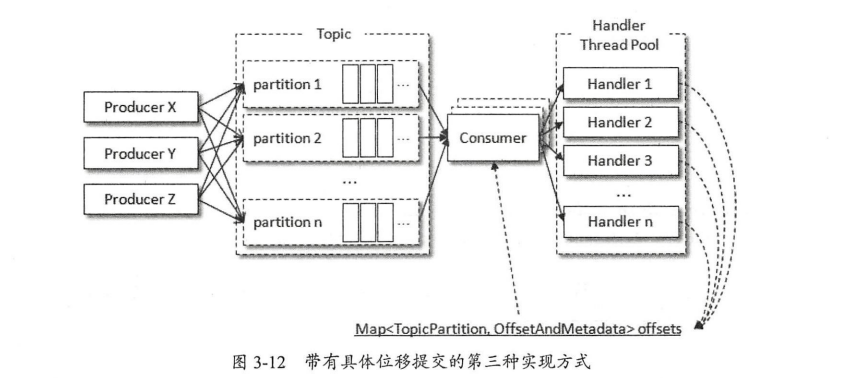 Topic
Handler
Thread Pool
partition 1
...
Handler 1
Producer X
Handler 2
partition 2
...
Consumer
Producer Y
Handler 3
...
...
Producer Z
partition n
...
Handler n
Map<TopicPartition, OffsetAndMetadata> offsets
图 3-12 带有具体位移提交的第三种实现方式